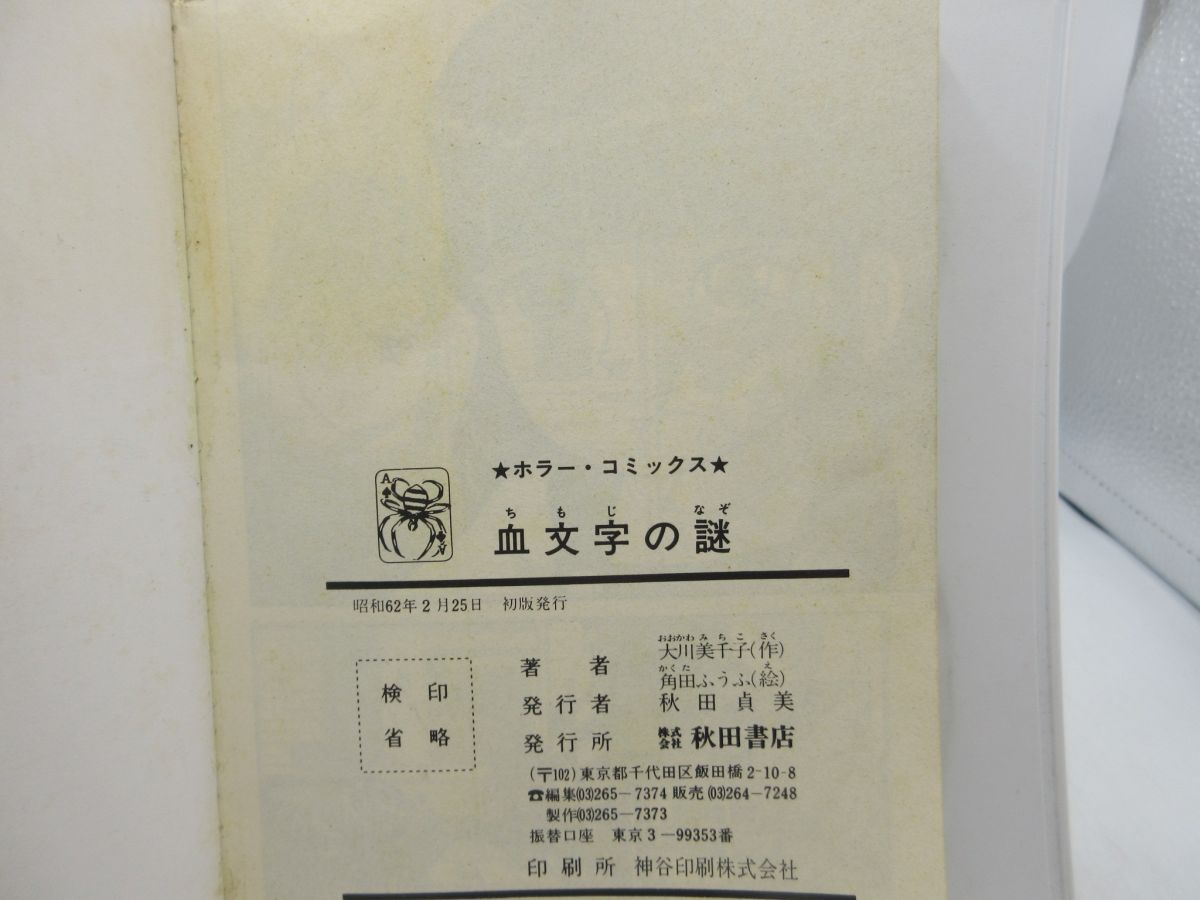 ★ホラー・コミックス★
A
ち も じ なぞ
血文字の謎
A
昭和62年2月25日 初版発行
検印
省略
おおかわ み ち こ さく
著者 大川美千子(作)
かくた え
角田ふうふ(絵)
発行者 秋田貞美
発行所 株式会社 秋田書店
(〒102)東京都千代田区飯田橋2-10-8
☎編集(03)265-7374 販売(03)264-7248
製作(03)265-7373
振替口座 東京3-99353番
印刷所 神谷印刷株式会社